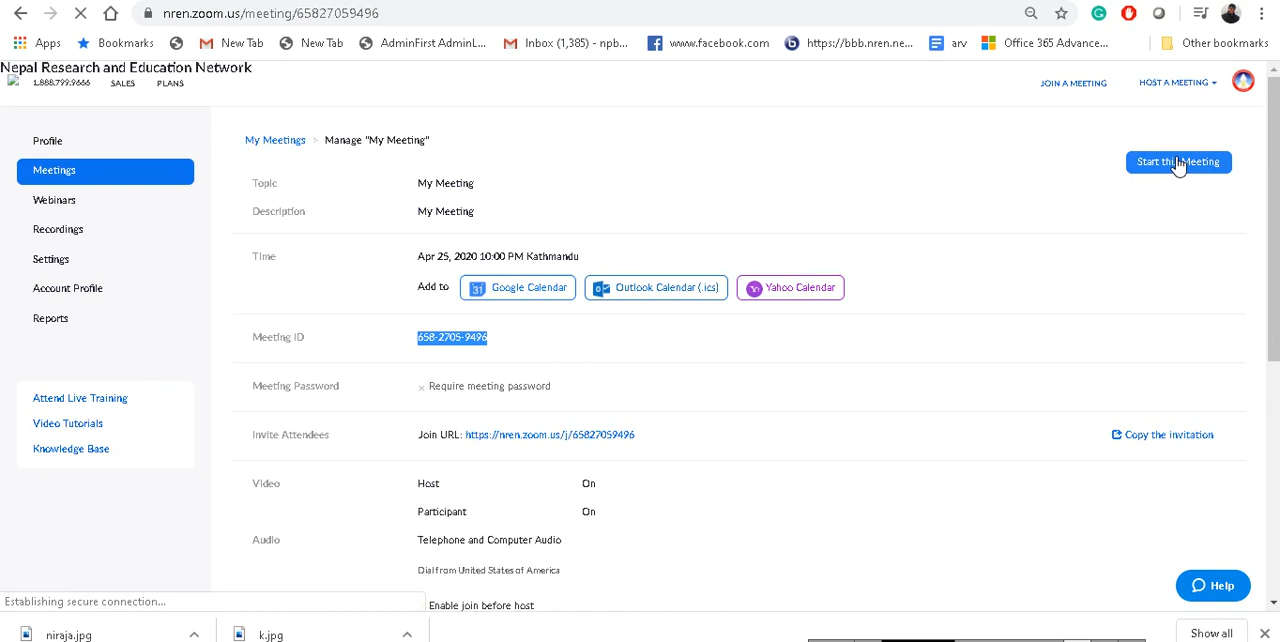 nren.zoom.us/meeting/65827059496
Apps Bookmarks New Tab New Tab AdminFirst AdminL... Inbox (1,385) - npb... www.facebook.com https://bbb.nren.ne... arv Office 365 Advance... Other bookmarks
Nepal Research and Education Network
1.888.799.9666 SALES PLANS JOIN A MEETING HOST A MEETING
Profile
Meetings
Webinars
Recordings
Settings
Account Profile
Reports
Attend Live Training
Video Tutorials
Knowledge Base
My Meetings > Manage "My Meeting"
Start this Meeting
Topic My Meeting
Description My Meeting
Time Apr 25, 2020 10:00 PM Kathmandu
Add to 31 Google Calendar Outlook Calendar (.ics) Yahoo Calendar
Meeting ID 658-2705-9496
Meeting Password × Require meeting password
Invite Attendees Join URL: https://nren.zoom.us/j/65827059496 Copy the invitation
Video Host On
Participant On
Audio Telephone and Computer Audio
Dial from United States of America
Enable join before host
Help
Establishing secure connection...
niraja.jpg k.jpg Show all